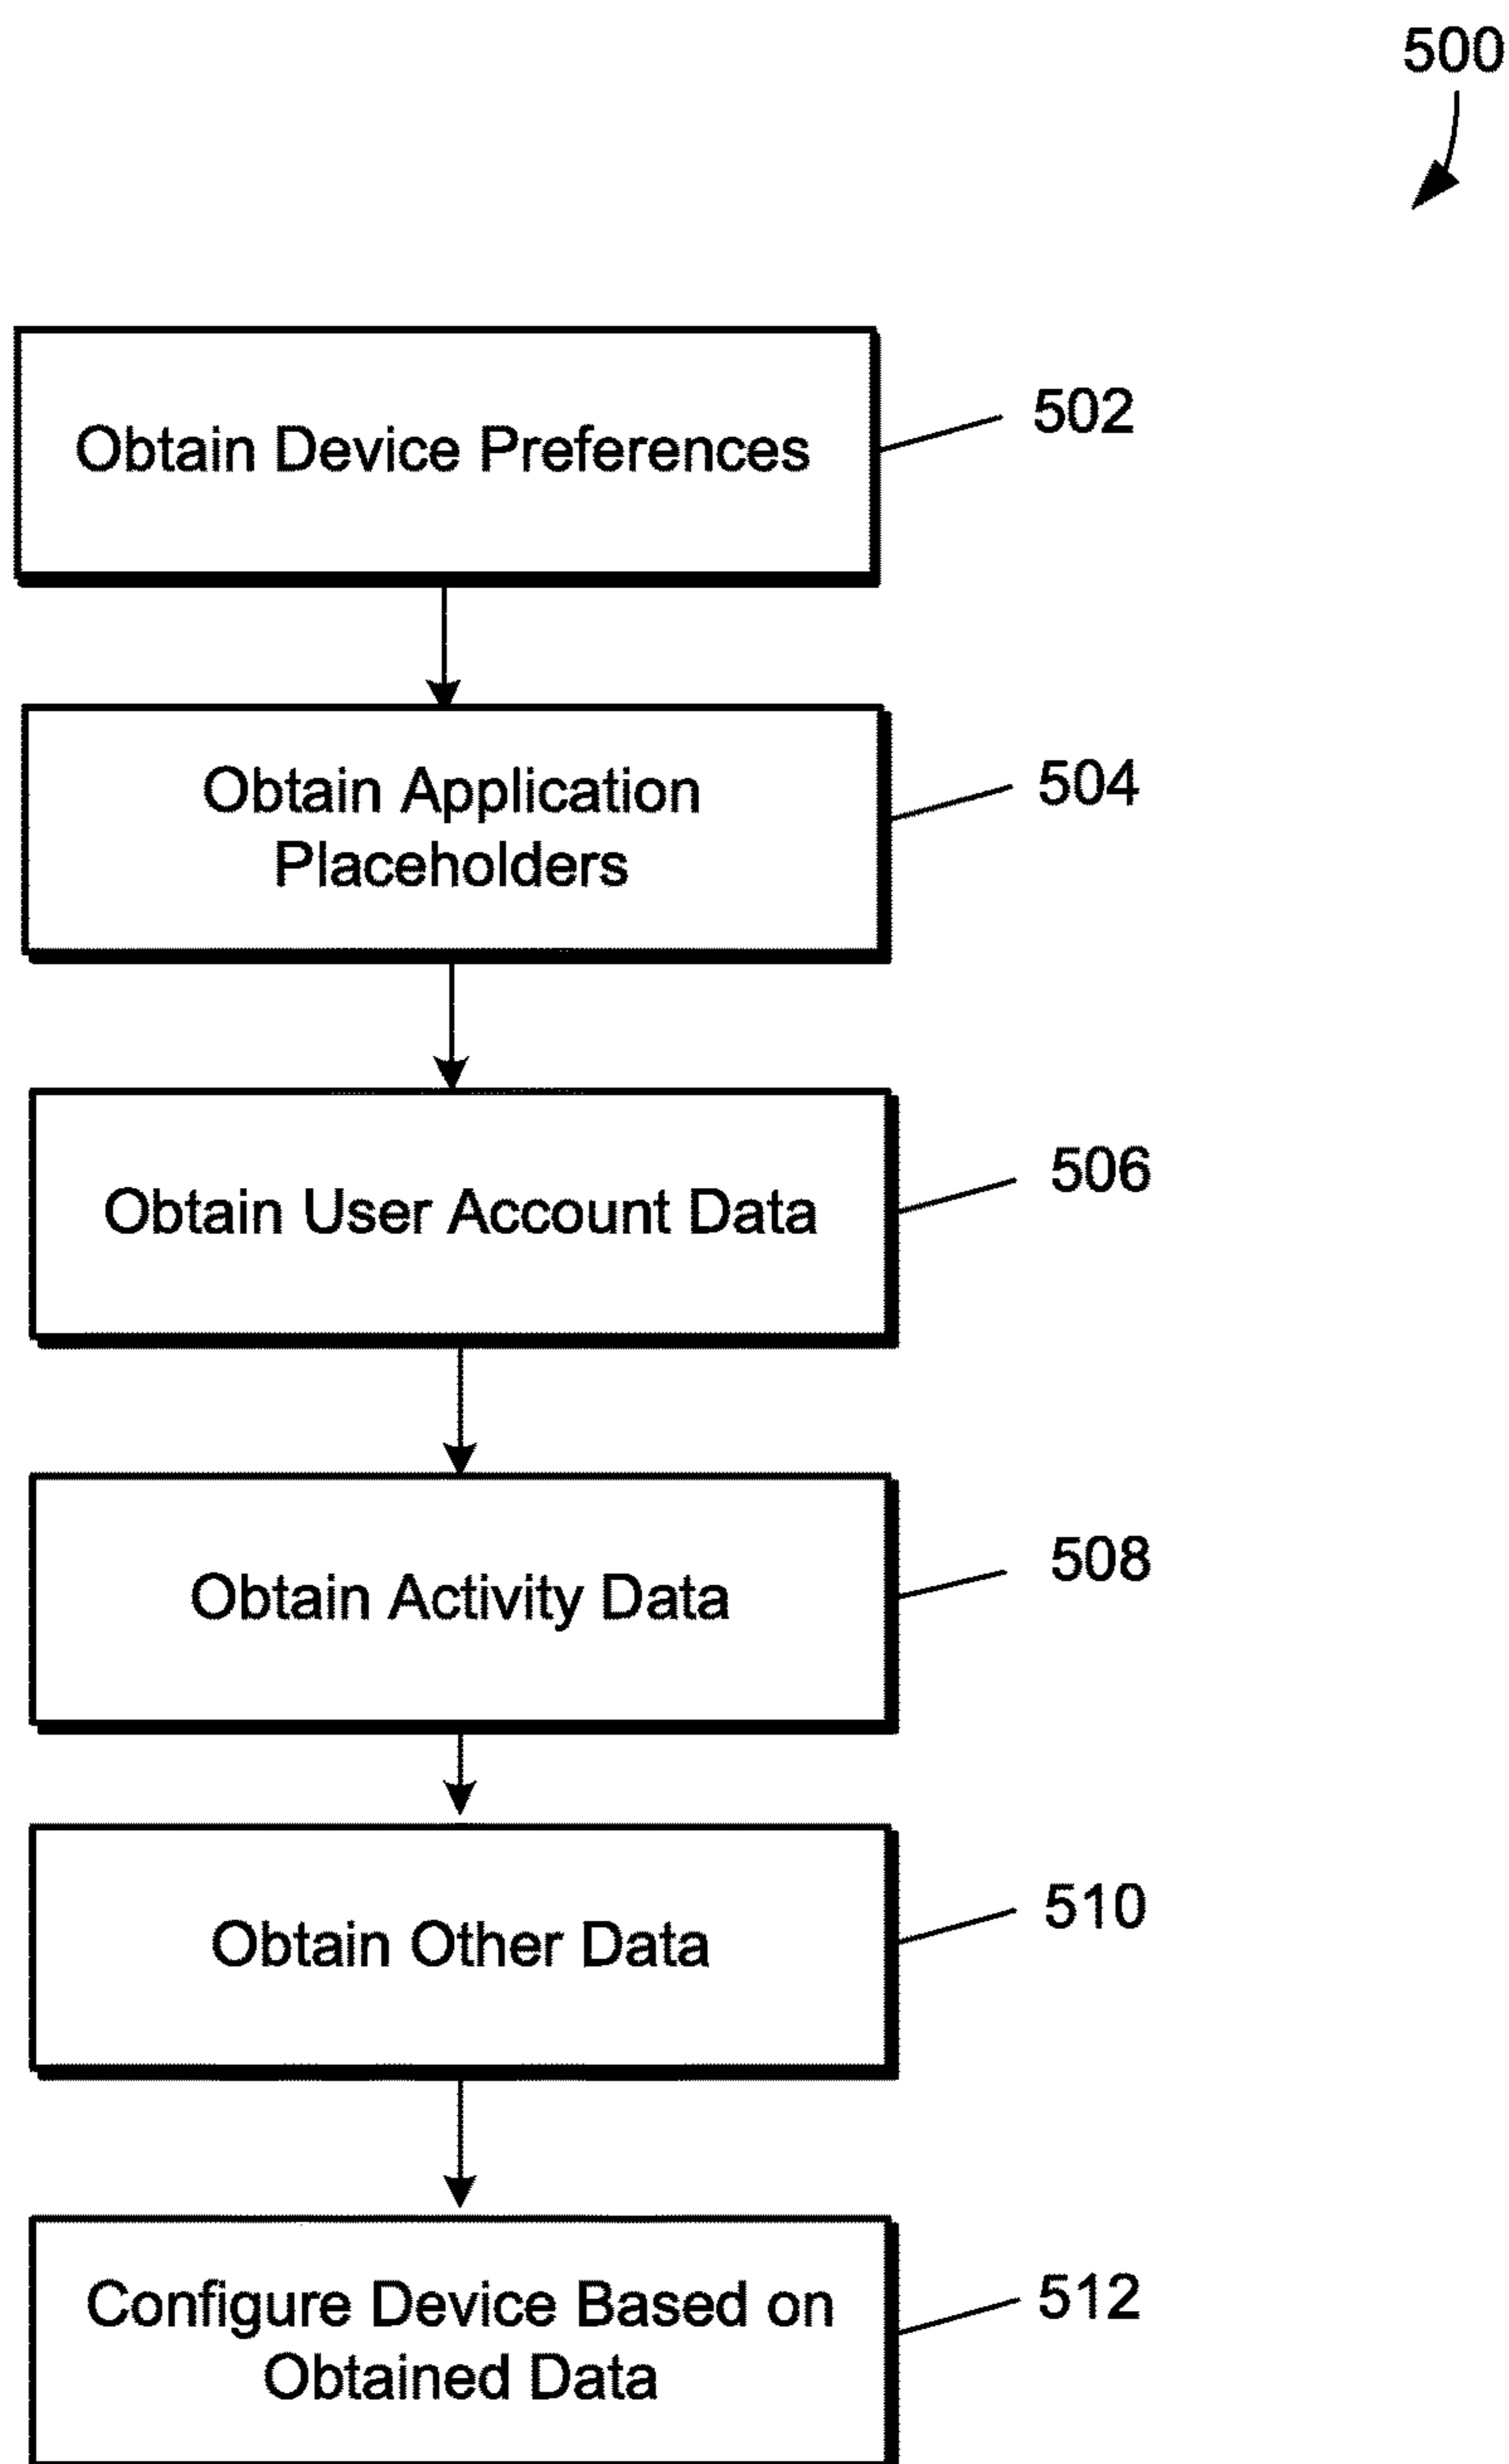 500
Obtain Device Preferences
502
Obtain Application
Placeholders
504
Obtain User Account Data
506
Obtain Activity Data
508
Obtain Other Data
510
Configure Device Based on
Obtained Data
512